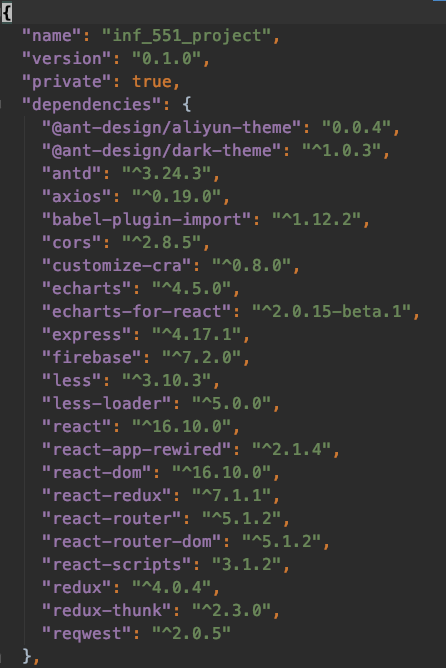 {
"name": "inf_551_project",
"version": "0.1.0",
"private": true,
"dependencies": {
"@ant-design/aliyun-theme": "0.0.4",
"@ant-design/dark-theme": "^1.0.3",
"antd": "^3.24.3",
"axios": "^0.19.0",
"babel-plugin-import": "^1.12.2",
"cors": "^2.8.5",
"customize-cra": "^0.8.0",
"echarts": "^4.5.0",
"echarts-for-react": "^2.0.15-beta.1",
"express": "^4.17.1",
"firebase": "^7.2.0",
"less": "^3.10.3",
"less-loader": "^5.0.0",
"react": "^16.10.0",
"react-app-rewired": "^2.1.4",
"react-dom": "^16.10.0",
"react-redux": "^7.1.1",
"react-router": "^5.1.2",
"react-router-dom": "^5.1.2",
"react-scripts": "3.1.2",
"redux": "^4.0.4",
"redux-thunk": "^2.3.0",
"reqwest": "^2.0.5"
},